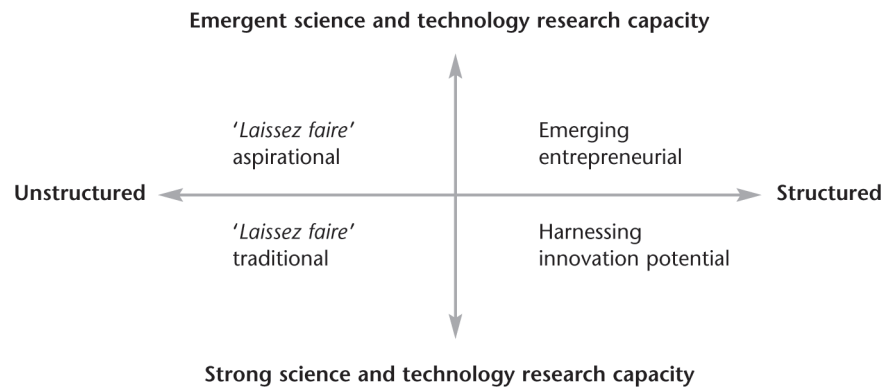 Emergent science and technology research capacity
'Laissez faire'
aspirational
Emerging
entrepreneurial
Unstructured
Structured
'Laissez faire'
traditional
Harnessing
innovation potential
Strong science and technology research capacity